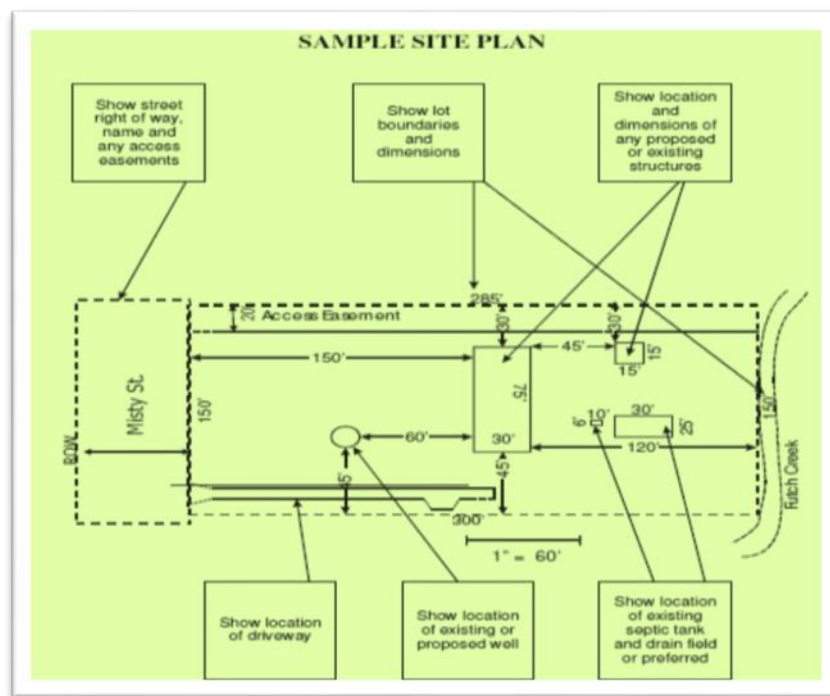 SAMPLE SITE PLAN
Show street
right of way,
name and
any access
easements
Show lot
boundaries
and
dimensions
Show location
and
dimensions of
any proposed
or existing
structures
285'
20'
Access Easement
30'
30'
150'
45'
15'
15'
Misty St.
150'
75'
150'
ROW
60'
30'
10'
6'
30'
25'
120'
45'
45'
300'
Futch Creek
1" = 60'
Show location
of driveway
Show location
of existing or
proposed well
Show location
of existing
septic tank
and drain field
or preferred